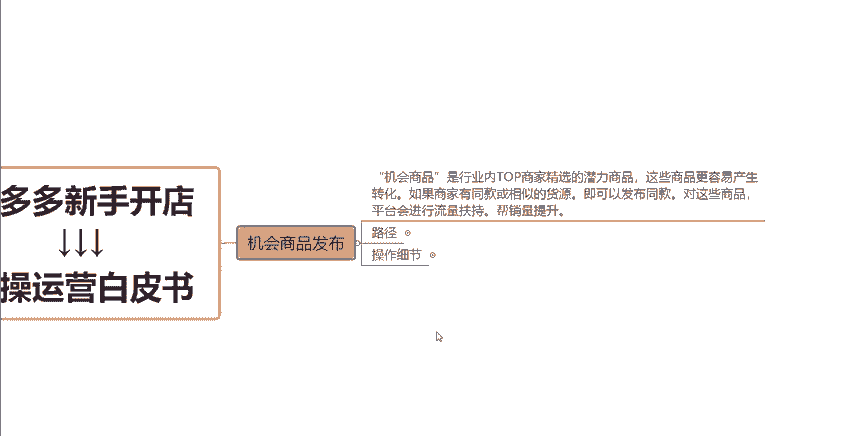 多多新手开店
↓↓↓
操运营白皮书
机会商品发布
“机会商品”是行业内TOP商家精选的潜力商品，这些商品更容易产生
转化。如果商家有同款或相似的货源。即可以发布同款。对这些商品，
平台会进行流量扶持。帮销量提升。
路径
操作细节